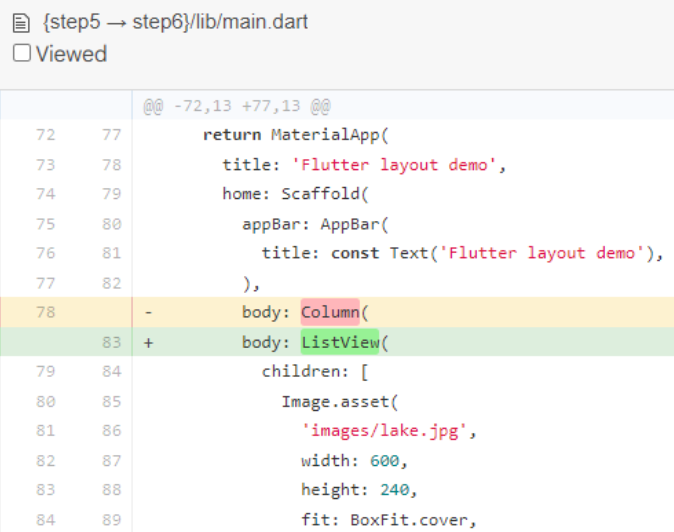 {step5 → step6}/lib/main.dart
Viewed
@@ -72,13 +77,13 @@
72 77 return MaterialApp(
73 78 title: 'Flutter layout demo',
74 79 home: Scaffold(
75 80 appBar: AppBar(
76 81 title: const Text('Flutter layout demo'),
77 82 ),
78 - body: Column(
83 + body: ListView(
79 84 children: [
80 85 Image.asset(
81 86 'images/lake.jpg',
82 87 width: 600,
83 88 height: 240,
84 89 fit: BoxFit.cover,